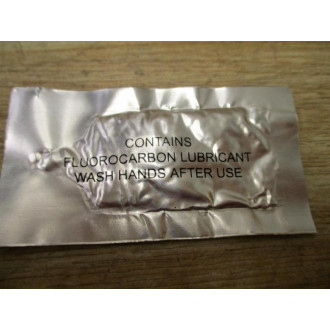 CONTAINS
FLUOROCARBON LUBRICANT
WASH HANDS AFTER USE